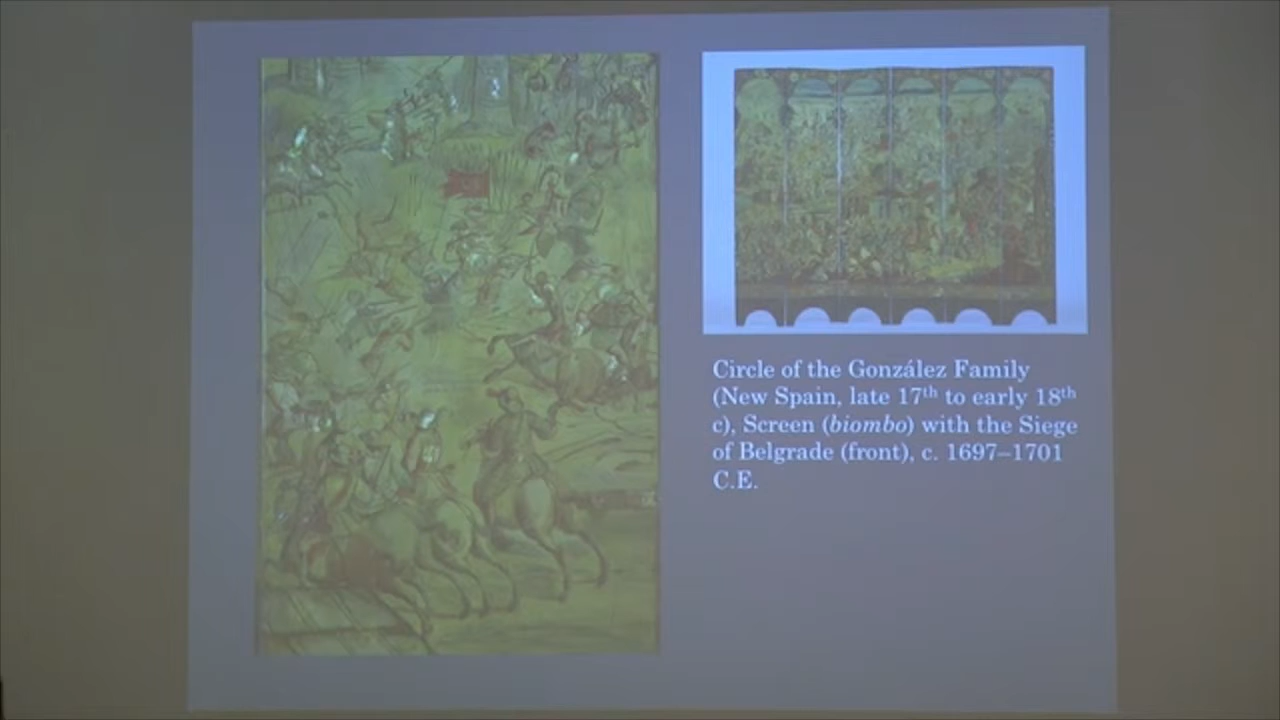 Circle of the González Family
(New Spain, late 17th to early 18th
c), Screen (biombo) with the Siege
of Belgrade (front), c. 1697–1701
C.E.